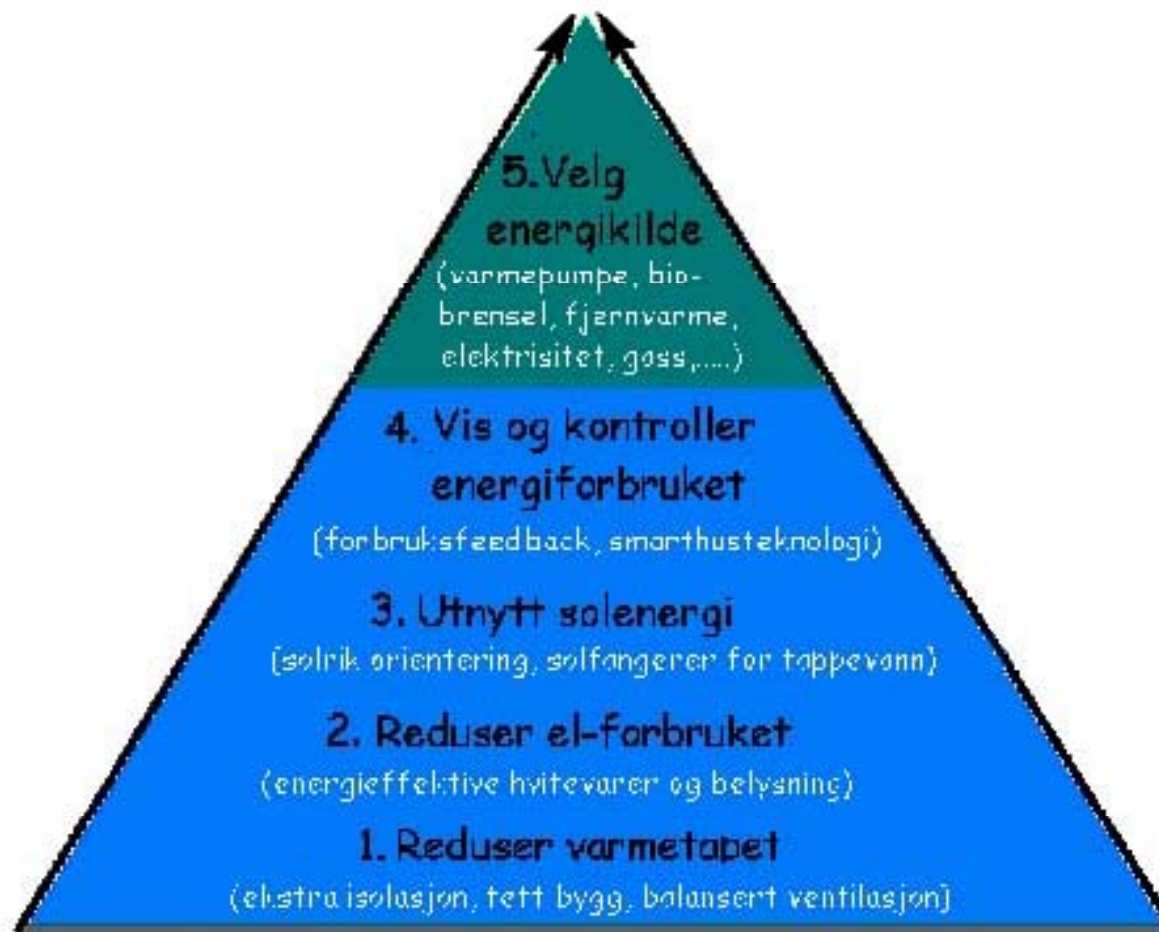 5. Velg
energikilde
(varmepumpe, bio-
brensel, fjernvarme,
elektrisitet, gass,.....)
4. Vis og kontroller
energiforbruket
(forbruksfeedback, smarthusteknologi)
3. Utnytt solenergi
(solrik orientering, solfangerer for tappevann)
2. Reduser el-forbruket
(energieffektive hvitevarer og belysning)
1. Reduser varmetapet
(ekstra isolasjon, tett bygg, balansert ventilasjon)